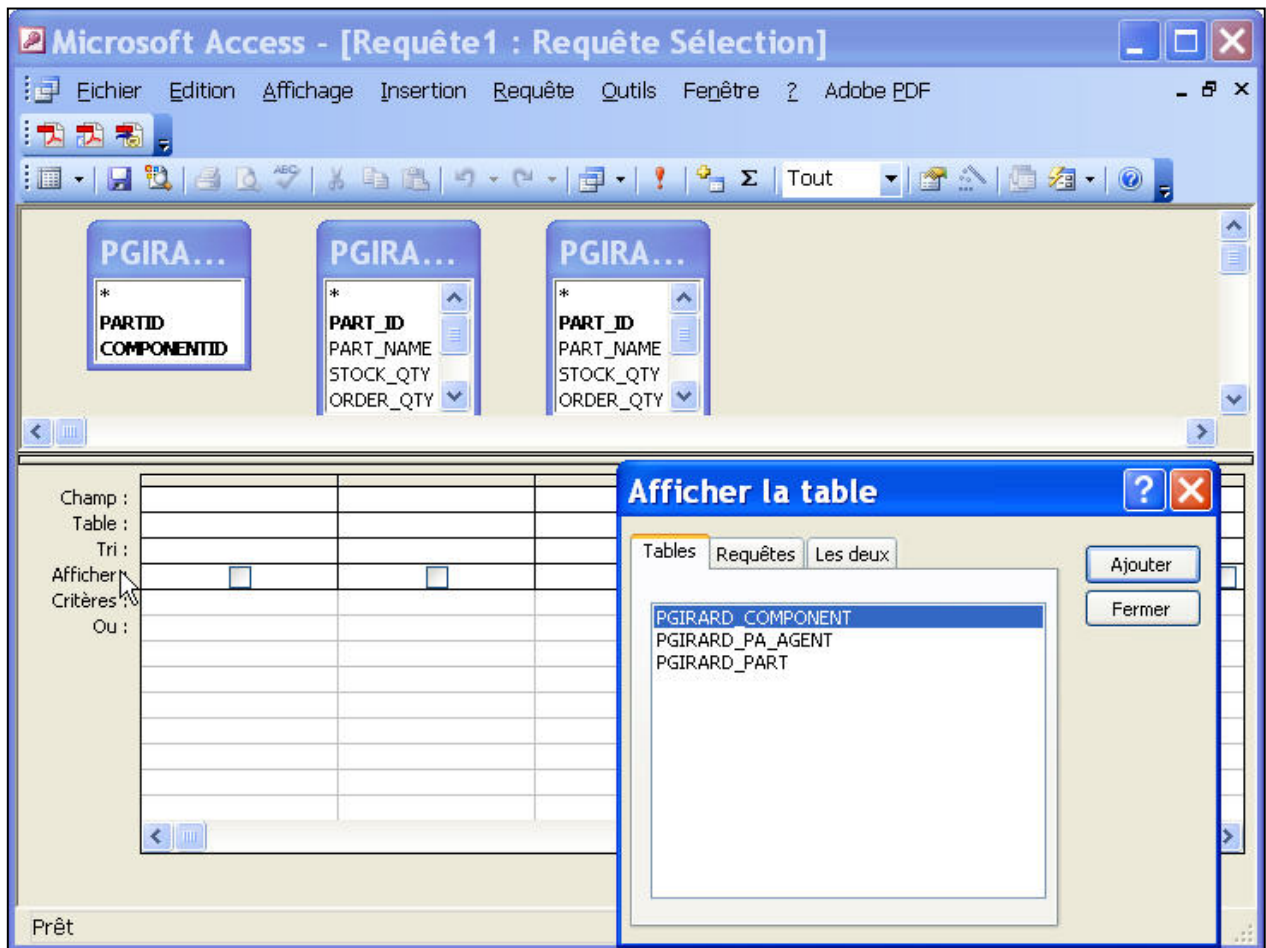 Microsoft Access - [Requête1 : Requête Sélection]
Fichier Edition Affichage Insertion Requête Outils Fenêtre ? Adobe PDF
ABC Σ Tout
PGIRA... PGIRA... PGIRA...
* * *
PARTID PART_ID PART_ID
COMPONENTID PART_NAME PART_NAME
STOCK_QTY STOCK_QTY
ORDER_QTY ORDER_QTY
Champ :
Table :
Tri :
Afficher :
Critères :
Ou :
Afficher la table
Tables Requêtes Les deux
Ajouter
Fermer
PGIRARD_COMPONENT
PGIRARD_PA_AGENT
PGIRARD_PART
Prêt